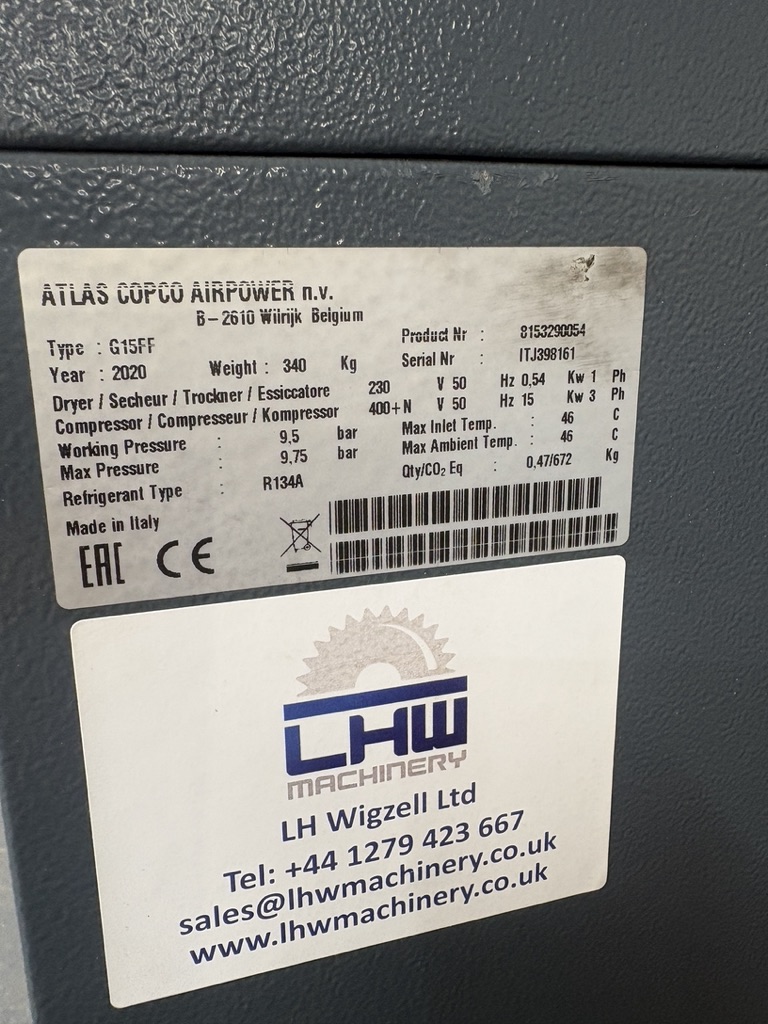 ATLAS COPCO AIRPOWER n.v.
B-2610 Wilrijk Belgium
Type : G15FF Product Nr : 8153290054
Year : 2020 Weight : 340 Kg Serial Nr : ITJ398161
Dryer / Secheur / Trockner / Essiccatore 230 V 50 Hz 0,54 Kw 1 Ph
Compressor / Compresseur / Kompressor 400+N V 50 Hz 15 Kw 3 Ph
Working Pressure : 9,5 bar Max Inlet Temp. : 46 C
Max Pressure : 9,75 bar Max Ambient Temp. : 46 C
Refrigerant Type : R134A Qty/CO₂ Eq : 0,47/672 Kg
Made in Italy
EAC CE
LHW
MACHINERY
LH Wigzell Ltd
Tel: +44 1279 423 667
sales@lhwmachinery.co.uk
www.lhwmachinery.co.uk